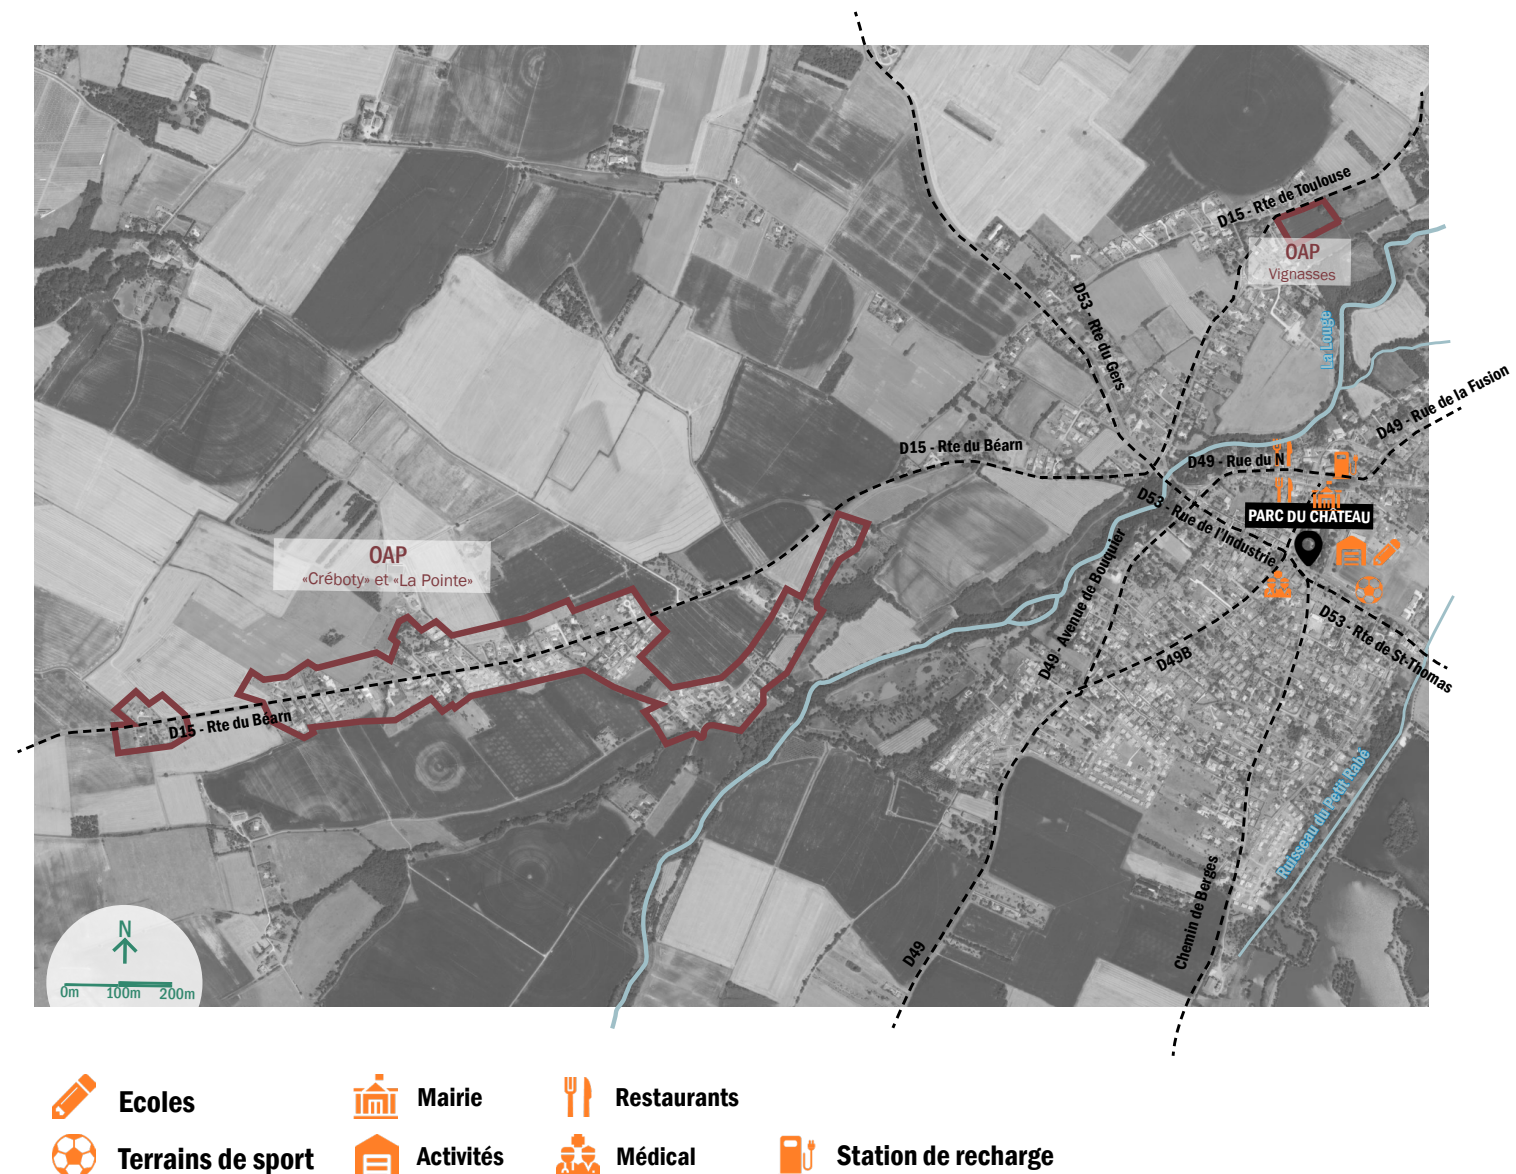 D15 - Rte de Toulouse
OAP
Vignasses
D53 - Rte du Gers
La Louge
D49 - Rue de la Fusion
D15 - Rte du Béarn
D49 - Rue du N
D53 - Rue de l'Industrie
PARC DU CHÂTEAU
OAP
«Créboty» et «La Pointe»
D49 - Avenue de Bouquier
D49B
D53 - Rte de St-Thomas
D15 - Rte du Béarn
Ruisseau du Petit Rabé
Chemin de Berges
D49
N
0m 100m 200m
Ecoles
Mairie
Restaurants
Terrains de sport
Activités
Médical
Station de recharge